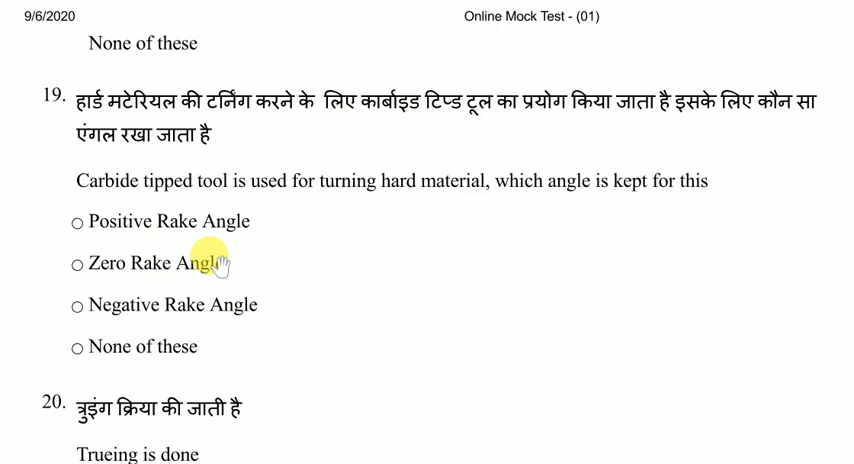 9/6/2020 Online Mock Test - (01)
None of these
19. हार्ड मटेरियल की टर्निंग करने के लिए कार्बाइड टिप्ड टूल का प्रयोग किया जाता है इसके लिए कौन सा
एंगल रखा जाता है
Carbide tipped tool is used for turning hard material, which angle is kept for this
Positive Rake Angle
Zero Rake Angle
Negative Rake Angle
None of these
20. त्रुइंग क्रिया की जाती है
Trueing is done